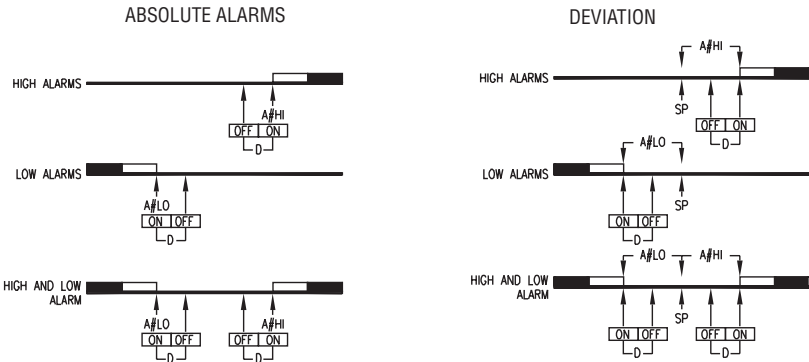 ABSOLUTE ALARMS
HIGH ALARMS
A#HI
OFF ON
D
LOW ALARMS
A#LO
ON OFF
D
HIGH AND LOW
ALARM
A#LO A#HI
ON OFF OFF ON
D D
DEVIATION
A#HI
HIGH ALARMS
SP
OFF ON
D
A#LO
LOW ALARMS
SP
ON OFF
D
A#LO A#HI
HIGH AND LOW
ALARM
SP
ON OFF OFF ON
D D